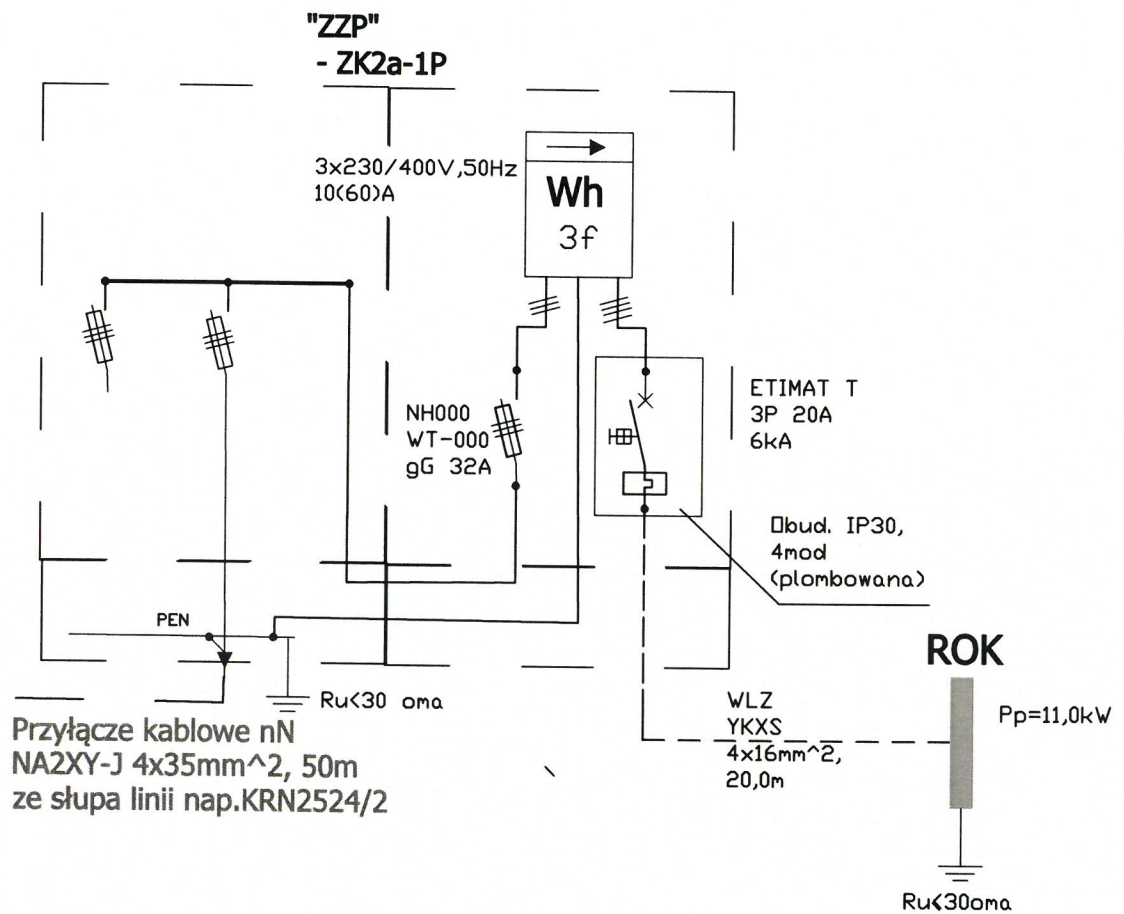 "ZZP"
- ZK2a-1P
3x230/400V,50Hz
10(60)A
Wh
3f
NH000
WT-000
gG 32A
ETIMAT T
3P 20A
6kA
Obud. IP30,
4mod
(plombowana)
PEN
Ru<30 oma
Przyłącze kablowe nN
NA2XY-J 4x35mm^2, 50m
ze słupa linii nap.KRN2524/2
WLZ
YKXS
4x16mm^2,
20,0m
ROK
Pp=11,0kW
Ru<30oma